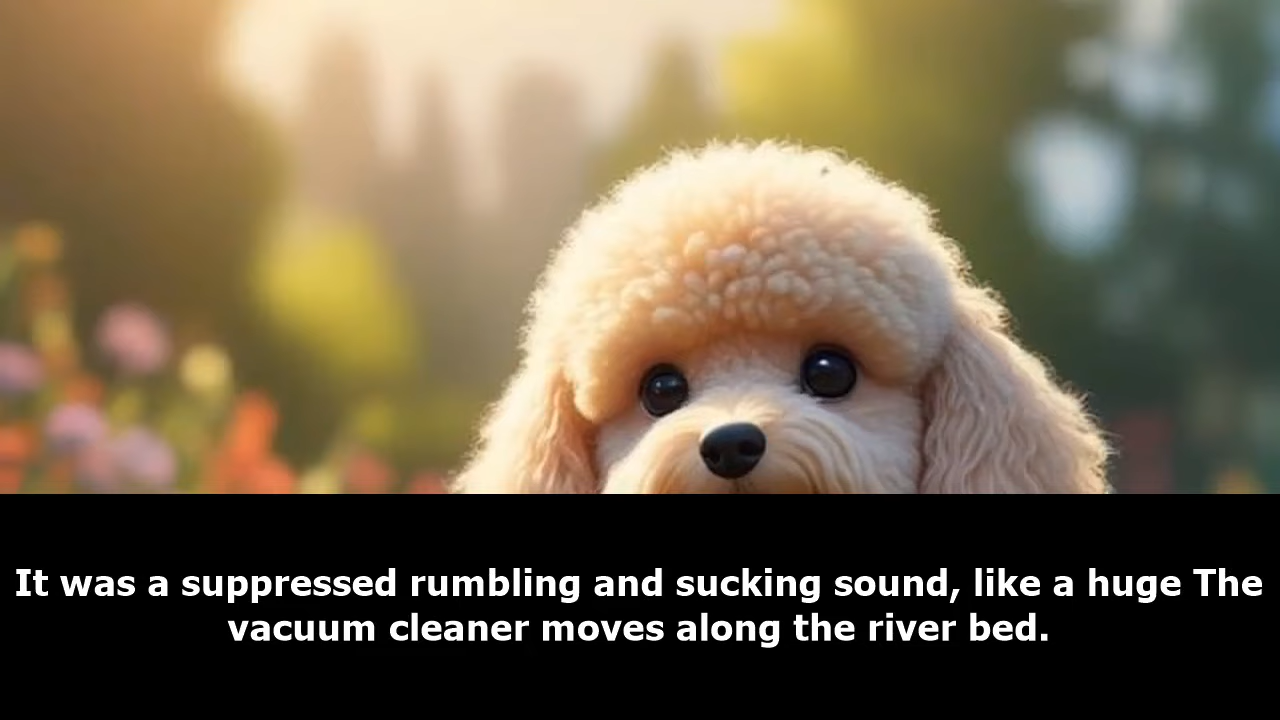 It was a suppressed rumbling and sucking sound, like a huge The
vacuum cleaner moves along the river bed.